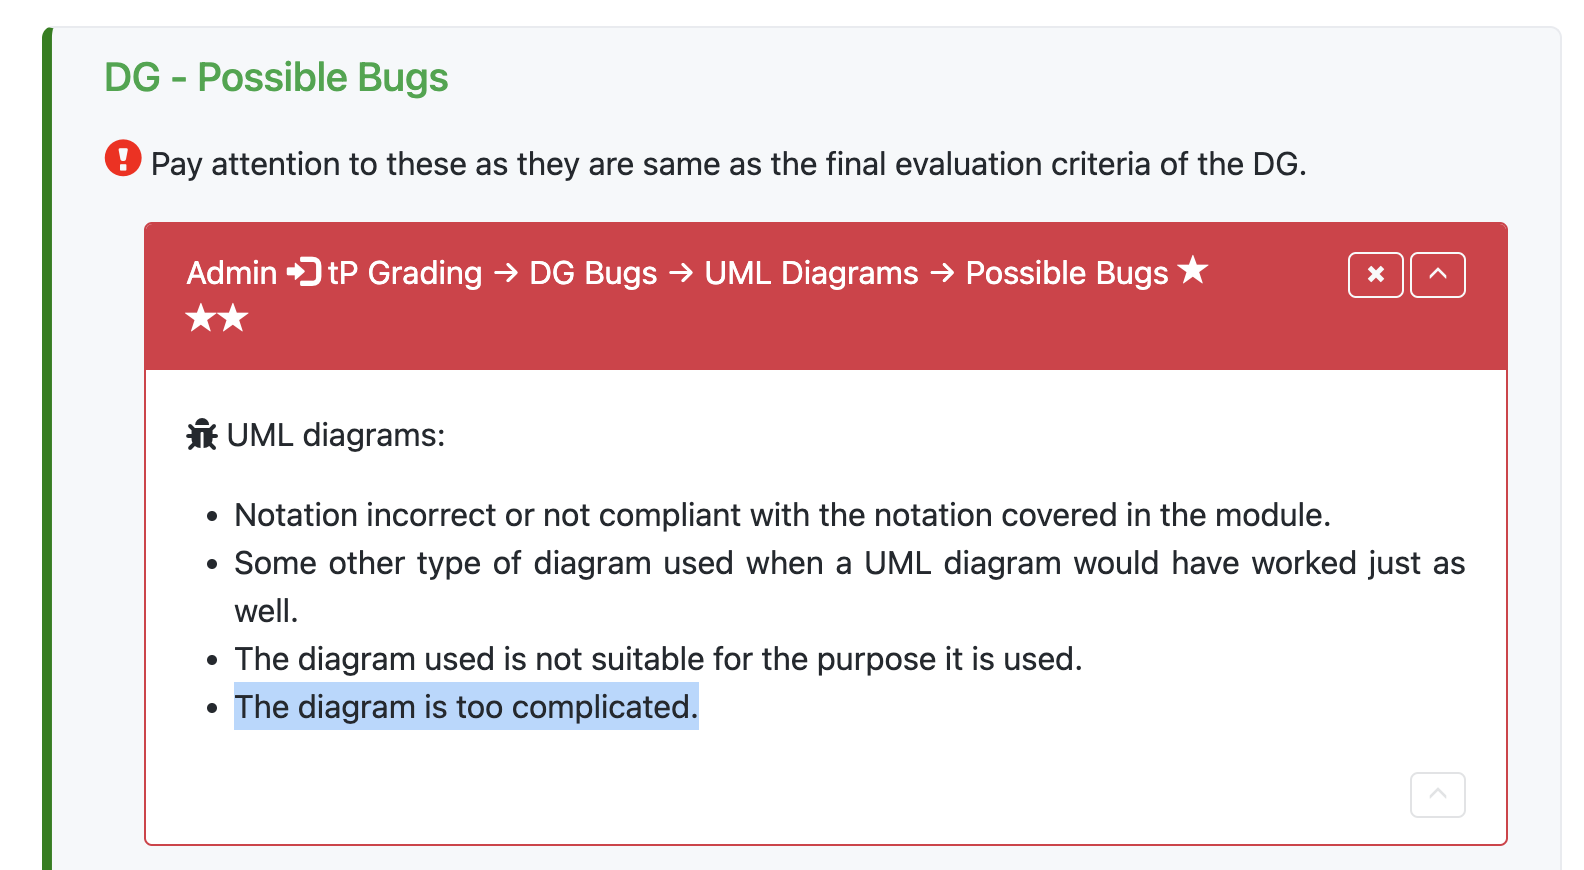 DG - Possible Bugs
Pay attention to these as they are same as the final evaluation criteria of the DG.
Admin tP Grading → DG Bugs → UML Diagrams → Possible Bugs ★
★★
UML diagrams:
• Notation incorrect or not compliant with the notation covered in the module.
• Some other type of diagram used when a UML diagram would have worked just as
well.
• The diagram used is not suitable for the purpose it is used.
• The diagram is too complicated.